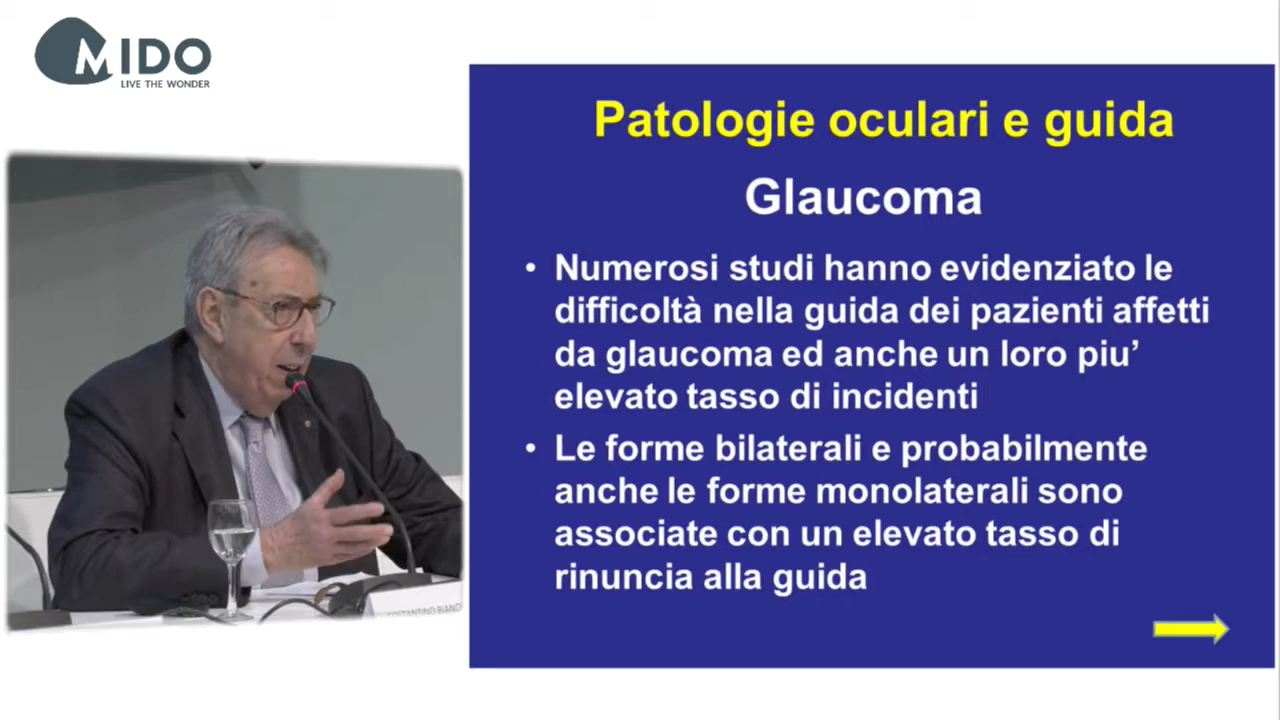 MIDO
LIVE THE WONDER
Patologie oculari e guida
Glaucoma
• Numerosi studi hanno evidenziato le
difficoltà nella guida dei pazienti affetti
da glaucoma ed anche un loro piu’
elevato tasso di incidenti
• Le forme bilaterali e probabilmente
anche le forme monolaterali sono
associate con un elevato tasso di
rinuncia alla guida